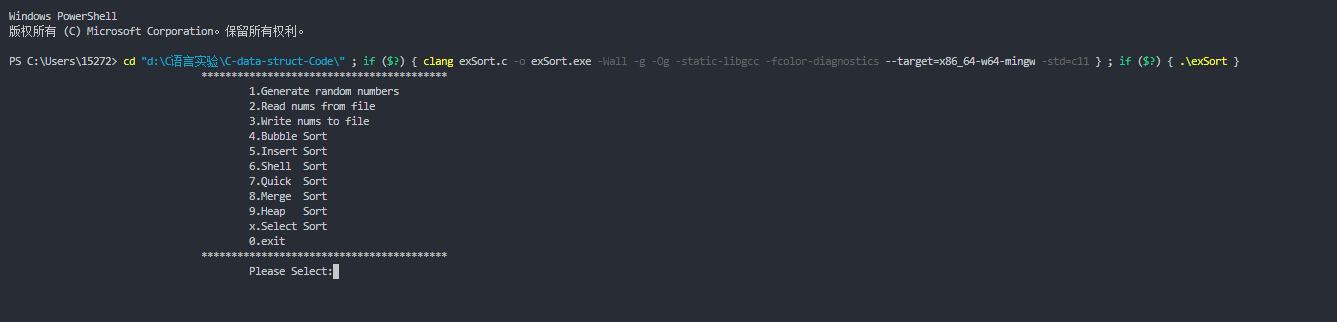 Windows PowerShell
版权所有 (C) Microsoft Corporation。保留所有权利。
PS C:\Users\15272> cd "d:\C语言实验\C-data-struct-Code\" ; if ($?) { clang exSort.c -o exSort.exe -Wall -g -Og -static-libgcc -fcolor-diagnostics --target=x86_64-w64-mingw -std=c11 } ; if ($?) { .\exSort }
*****************************************
1.Generate random numbers
2.Read nums from file
3.Write nums to file
4.Bubble Sort
5.Insert Sort
6.Shell  Sort
7.Quick  Sort
8.Merge  Sort
9.Heap   Sort
x.Select Sort
0.exit
*****************************************
Please Select: